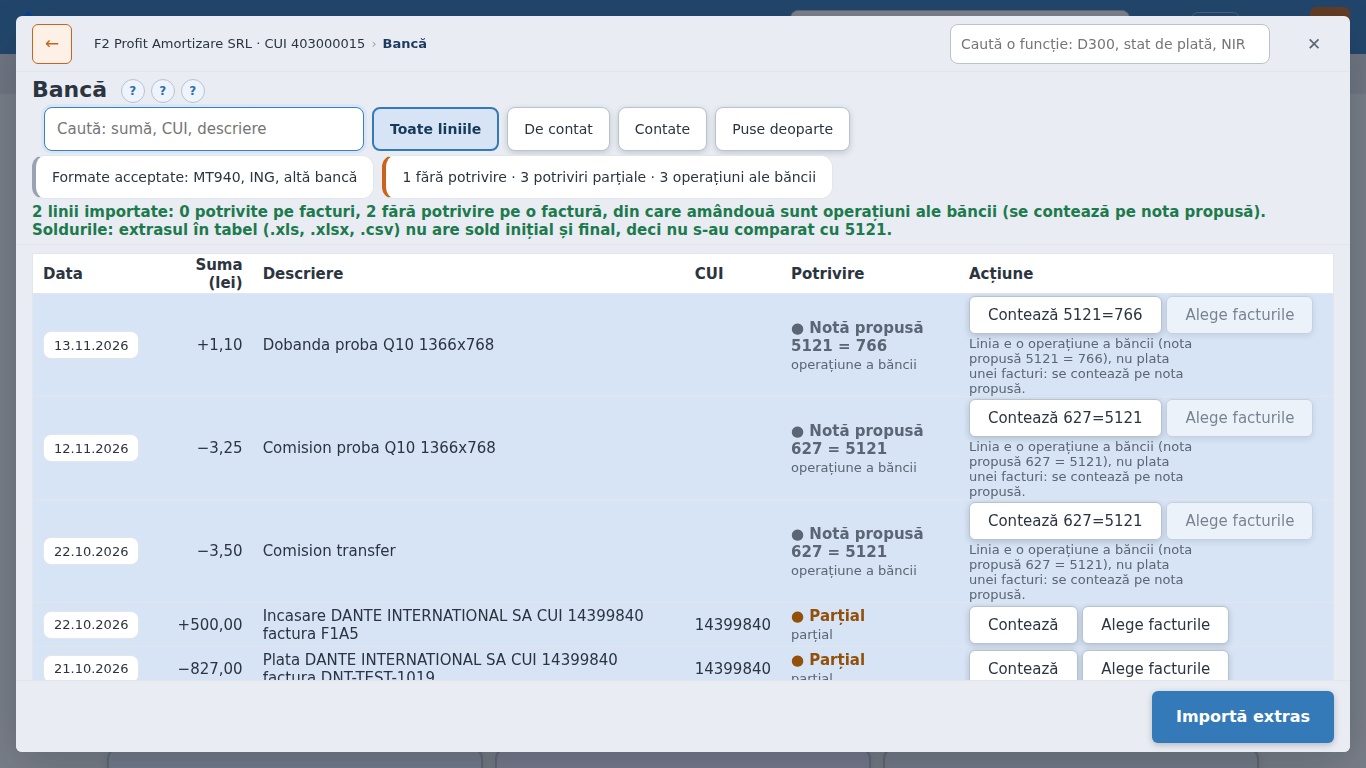 ←
F2 Profit Amortizare SRL · CUI 403000015 › Bancă
Caută o funcție: D300, stat de plată, NIR
✕
Bancă ? ? ?
Caută: sumă, CUI, descriere
Toate liniile
De contat
Contate
Puse deoparte
Formate acceptate: MT940, ING, altă bancă
1 fără potrivire · 3 potriviri parțiale · 3 operațiuni ale băncii
2 linii importate: 0 potrivite pe facturi, 2 fără potrivire pe o factură, din care amândouă sunt operațiuni ale băncii (se contează pe nota propusă).
Soldurile: extrasul în tabel (.xls, .xlsx, .csv) nu are sold inițial și final, deci nu s-au comparat cu 5121.
Data
Suma
(lei)
Descriere
CUI
Potrivire
Acțiune
13.11.2026
+1,10
Dobanda proba Q10 1366x768
● Notă propusă
5121 = 766
operațiune a băncii
Contează 5121=766
Alege facturile
Linia e o operațiune a băncii (nota
propusă 5121 = 766), nu plata
unei facturi: se contează pe nota
propusă.
12.11.2026
−3,25
Comision proba Q10 1366x768
● Notă propusă
627 = 5121
operațiune a băncii
Contează 627=5121
Alege facturile
Linia e o operațiune a băncii (nota
propusă 627 = 5121), nu plata
unei facturi: se contează pe nota
propusă.
22.10.2026
−3,50
Comision transfer
● Notă propusă
627 = 5121
operațiune a băncii
Contează 627=5121
Alege facturile
Linia e o operațiune a băncii (nota
propusă 627 = 5121), nu plata
unei facturi: se contează pe nota
propusă.
22.10.2026
+500,00
Incasare DANTE INTERNATIONAL SA CUI 14399840
factura F1A5
14399840
● Parțial
parțial
Contează
Alege facturile
21.10.2026
−827,00
Plata DANTE INTERNATIONAL SA CUI 14399840
factura DNT-TEST-1019
14399840
● Parțial
parțial
Contează
Alege facturile
Importă extras